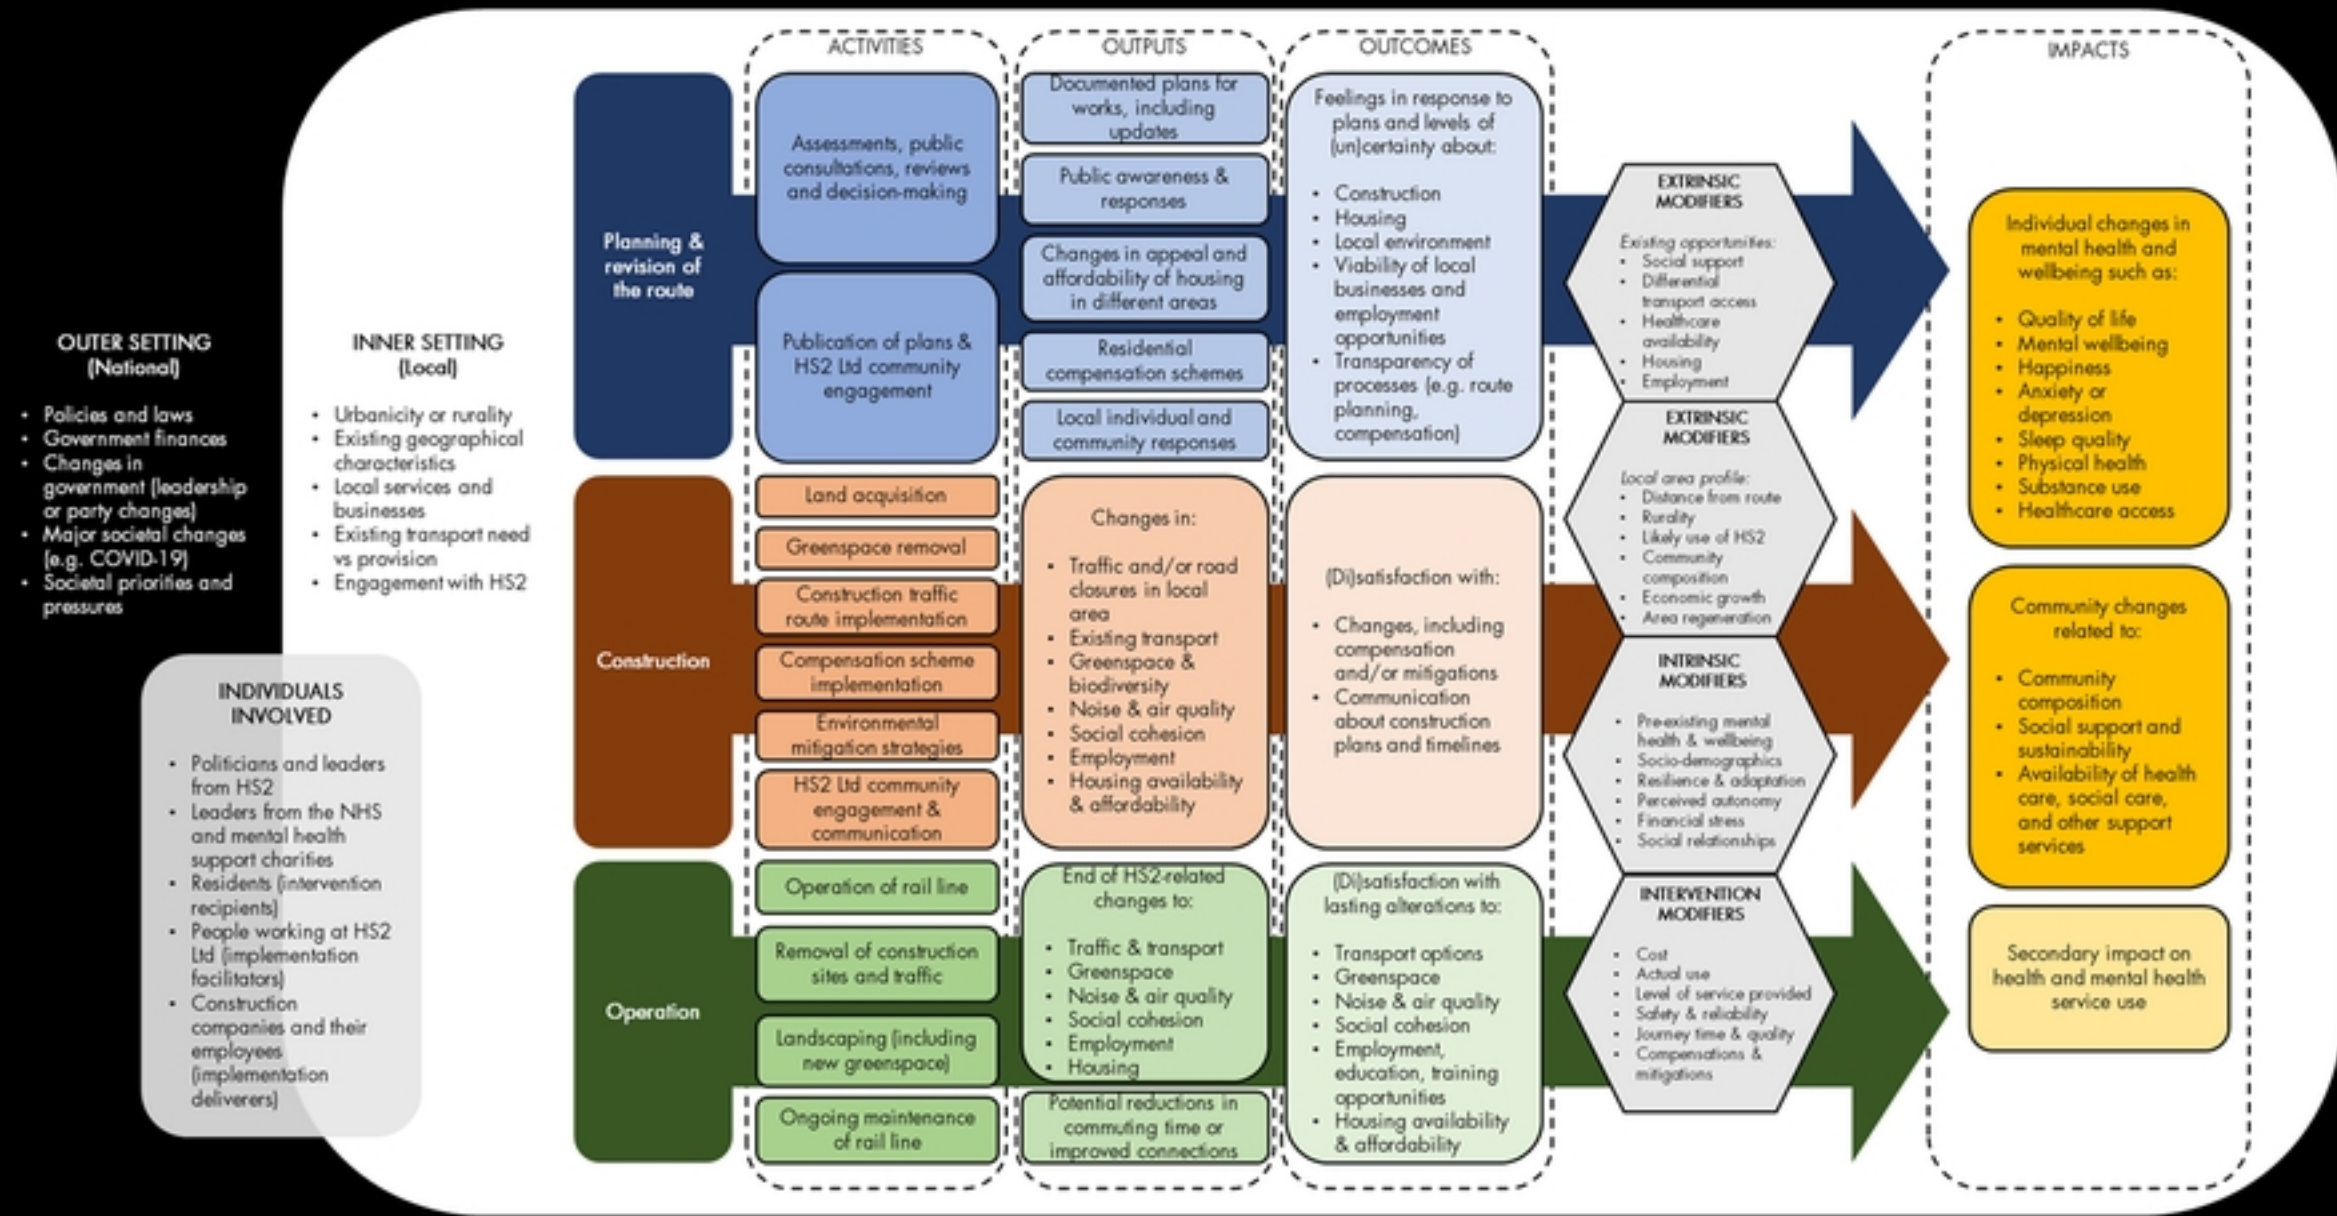 OUTER SETTING
(National)
• Policies and laws
• Government finances
• Changes in
government (leadership
or party changes)
• Major societal changes
(e.g. COVID-19)
• Societal priorities and
pressures
INNER SETTING
(Local)
• Urbanicity or rurality
• Existing geographical
characteristics
• Local services and
businesses
• Existing transport need
vs provision
• Engagement with HS2
INDIVIDUALS
INVOLVED
• Politicians and leaders
from HS2
• Leaders from the NHS
and mental health
support charities
• Residents (intervention
recipients)
• People working at HS2
Ltd (implementation
facilitators)
• Construction
companies and their
employees
(implementation
deliverers)
Planning &
revision of
the route
Construction
Operation
ACTIVITIES
Assessments, public
consultations, reviews
and decision-making
Publication of plans &
HS2 Ltd community
engagement
Land acquisition
Greenspace removal
Construction traffic
route implementation
Compensation scheme
implementation
Environmental
mitigation strategies
HS2 Ltd community
engagement &
communication
Operation of rail line
Removal of construction
sites and traffic
Landscaping (including
new greenspace)
Ongoing maintenance
of rail line
OUTPUTS
Documented plans for
works, including
updates
Public awareness &
responses
Changes in appeal and
affordability of housing
in different areas
Residential
compensation schemes
Local individual and
community responses
Changes in:
• Traffic and/or road
closures in local
area
• Existing transport
• Greenspace &
biodiversity
• Noise & air quality
• Social cohesion
• Employment
• Housing availability
& affordability
End of HS2-related
changes to:
• Traffic & transport
• Greenspace
• Noise & air quality
• Social cohesion
• Employment
• Housing
Potential reductions in
commuting time or
improved connections
OUTCOMES
Feelings in response to
plans and levels of
(un)certainty about:
• Construction
• Housing
• Local environment
• Viability of local
businesses and
employment
opportunities
• Transparency of
processes (e.g. route
planning,
compensation)
(Di)satisfaction with:
• Changes, including
compensation
and/or mitigations
• Communication
about construction
plans and timelines
(Di)satisfaction with
lasting alterations to:
• Transport options
• Greenspace
• Noise & air quality
• Social cohesion
• Employment,
education, training
opportunities
• Housing availability
& affordability
EXTRINSIC
MODIFIERS
Existing opportunities:
• Social support
• Differential
transport access
• Healthcare
availability
• Housing
• Employment
EXTRINSIC
MODIFIERS
Local area profile:
• Distance from route
• Rurality
• Likely use of HS2
• Community
composition
• Economic growth
• Area regeneration
INTRINSIC
MODIFIERS
• Pre-existing mental
health & wellbeing
• Socio-demographics
• Resilience & adaptation
• Perceived autonomy
• Financial stress
• Social relationships
INTERVENTION
MODIFIERS
• Cost
• Actual use
• Level of service provided
• Safety & reliability
• Journey time & quality
• Compensations &
mitigations
IMPACTS
Individual changes in
mental health and
wellbeing such as:
• Quality of life
• Mental wellbeing
• Happiness
• Anxiety or
depression
• Sleep quality
• Physical health
• Substance use
• Healthcare access
Community changes
related to:
• Community
composition
• Social support and
sustainability
• Availability of health
care, social care,
and other support
services
Secondary impact on
health and mental health
service use